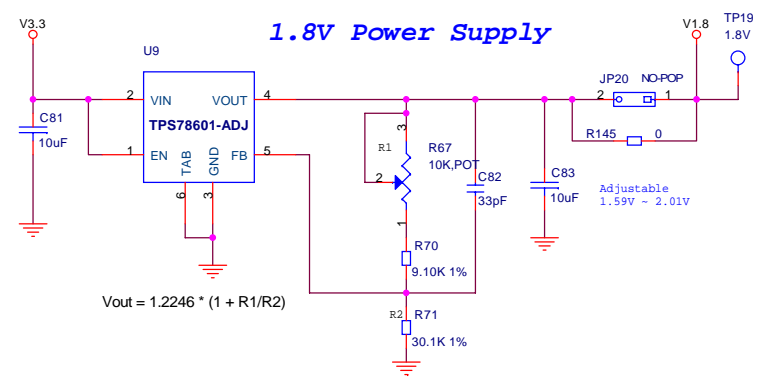 1.8V Power Supply
V3.3
V1.8
TP19
1.8V
U9
JP20
NO-POP
2
VIN
VOUT
4
2
1
C81
10uF
TPS78601-ADJ
R1
3
R67
10K,POT
R145
0
1
EN
FB
5
TAB
GND
2
C82
33pF
C83
10uF
Adjustable
1.59V ~ 2.01V
6
3
1
R70
9.10K 1%
Vout = 1.2246 * (1 + R1/R2)
R2
R71
30.1K 1%